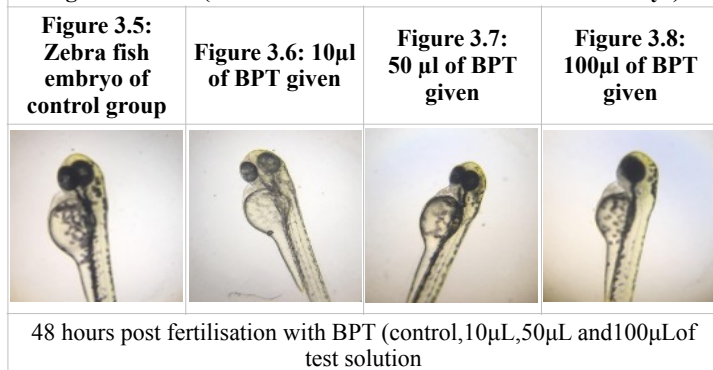 Figure 3.5:
Zebra fish
embryo of
control group
Figure 3.6: 10µl
of BPT given
Figure 3.7:
50 µl of BPT
given
Figure 3.8:
100µl of BPT
given
48 hours post fertilisation with BPT (control,10µL,50µL and100µLof
test solution